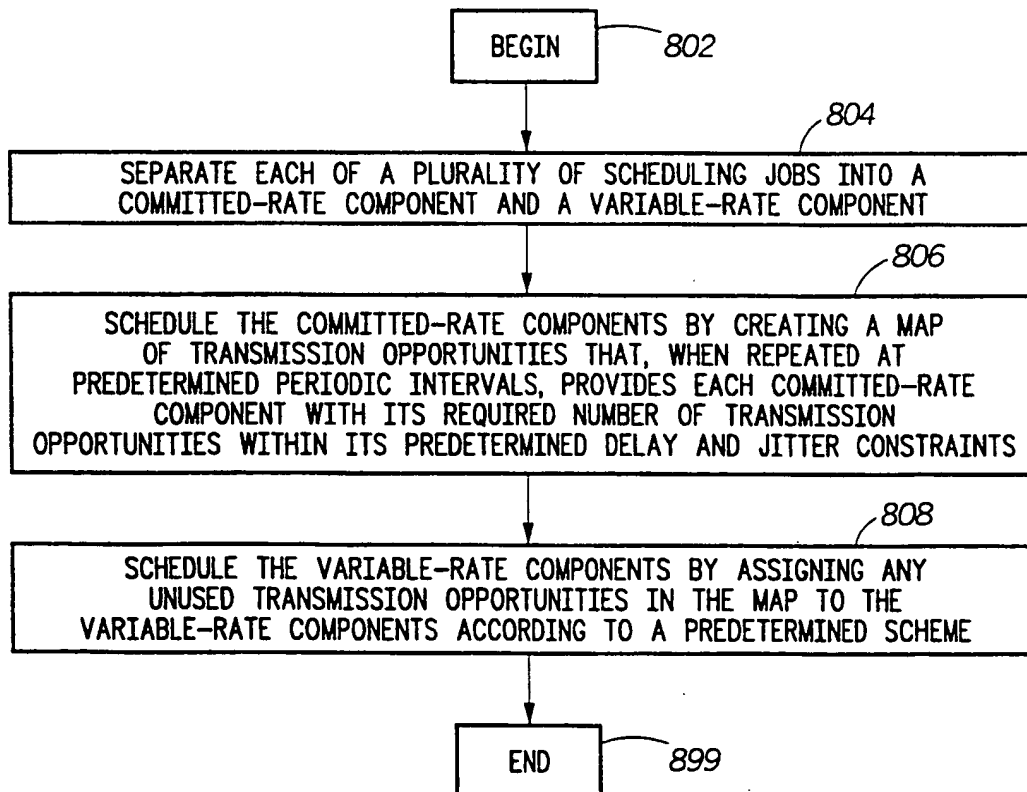 BEGIN
802
804
SEPARATE EACH OF A PLURALITY OF SCHEDULING JOBS INTO A
COMMITTED-RATE COMPONENT AND A VARIABLE-RATE COMPONENT
806
SCHEDULE THE COMMITTED-RATE COMPONENTS BY CREATING A MAP
OF TRANSMISSION OPPORTUNITIES THAT, WHEN REPEATED AT
PREDETERMINED PERIODIC INTERVALS, PROVIDES EACH COMMITTED-RATE
COMPONENT WITH ITS REQUIRED NUMBER OF TRANSMISSION
OPPORTUNITIES WITHIN ITS PREDETERMINED DELAY AND JITTER CONSTRAINTS
808
SCHEDULE THE VARIABLE-RATE COMPONENTS BY ASSIGNING ANY
UNUSED TRANSMISSION OPPORTUNITIES IN THE MAP TO THE
VARIABLE-RATE COMPONENTS ACCORDING TO A PREDETERMINED SCHEME
END
899